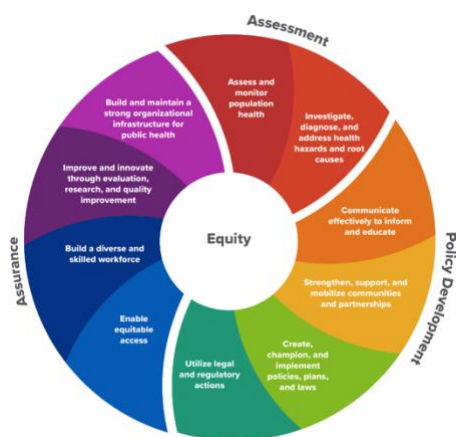 Assessment
Assess and
monitor
population
health
Investigate,
diagnose, and
address health
hazards and root
causes
Policy Development
Communicate
effectively to inform
and educate
Strengthen, support, and
mobilize communities
and partnerships
Create,
champion, and
implement
policies, plans,
and laws
Utilize legal
and regulatory
actions
Assurance
Enable
equitable
access
Build a diverse and
skilled workforce
Improve and innovate
through evaluation,
research, and quality
improvement
Build and maintain a
strong organizational
infrastructure for
public health
Equity